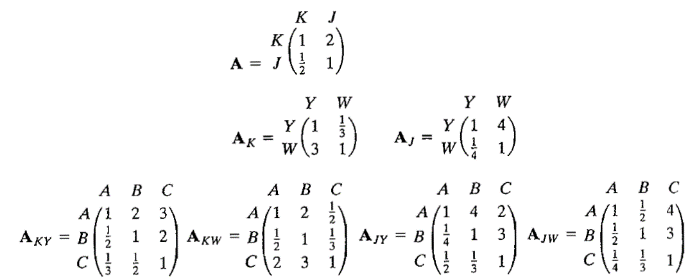 K J
K 1 2
A = J ½ 1
Y W
Y 1 ⅓
A_K = W 3 1
Y W
Y 1 4
A_J = W ¼ 1
A B C
A 1 2 3
A_KY = B ½ 1 2
C ⅓ ½ 1
A B C
A 1 2 ½
A_KW = B ½ 1 ⅓
C 2 3 1
A B C
A 1 4 2
A_JY = B ¼ 1 3
C ½ ⅓ 1
A B C
A 1 ½ 4
A_JW = B ½ 1 3
C ¼ ⅓ 1